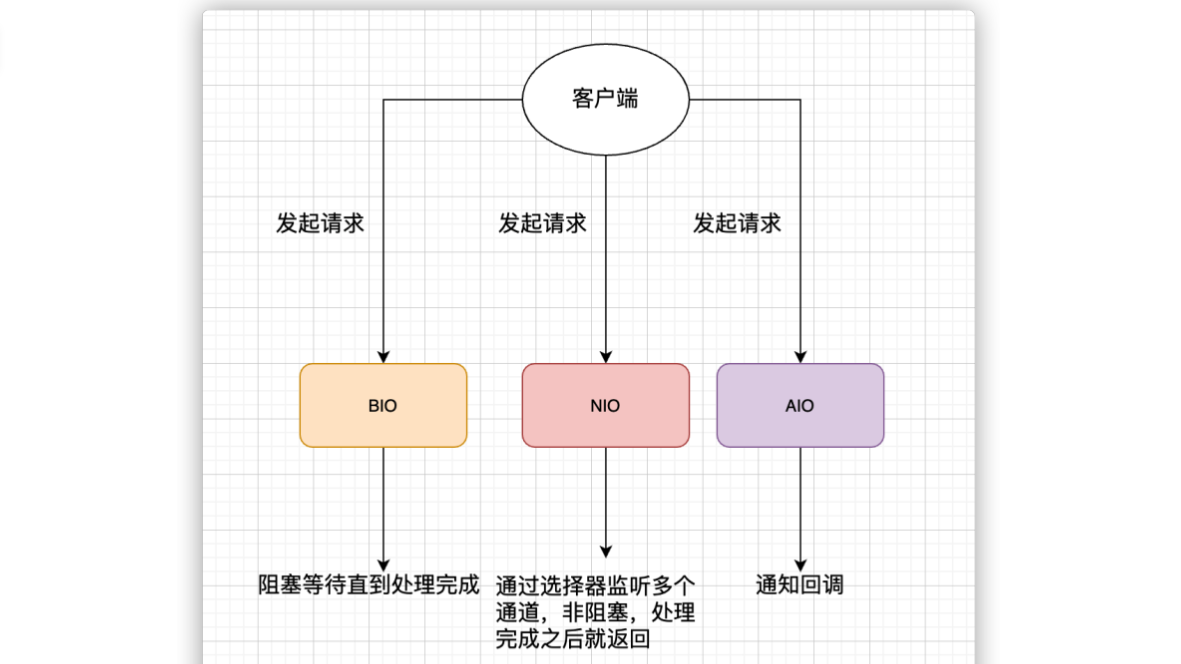 客户端
发起请求
发起请求
发起请求
BIO
NIO
AIO
阻塞等待直到处理完成
通过选择器监听多个
通道，非阻塞，处理
完成之后就返回
通知回调